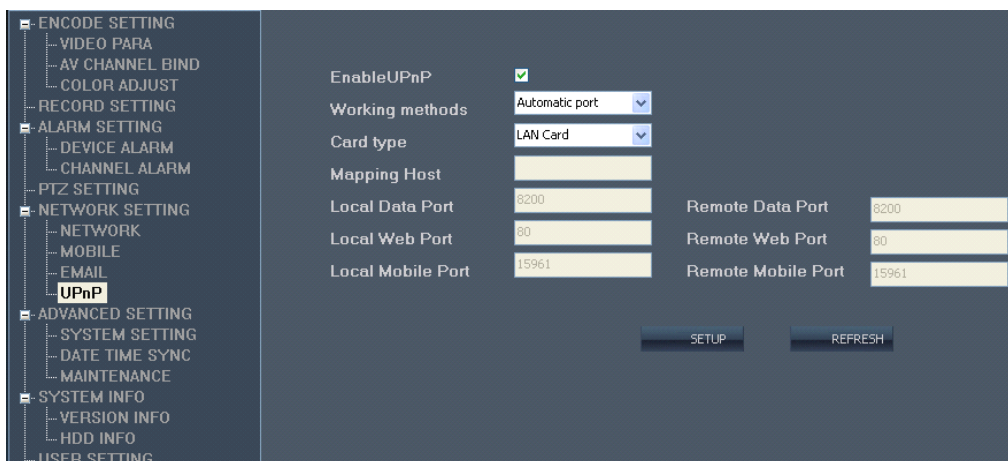 ENCODE SETTING
VIDEO PARA
AV CHANNEL BIND
COLOR ADJUST
RECORD SETTING
ALARM SETTING
DEVICE ALARM
CHANNEL ALARM
PTZ SETTING
NETWORK SETTING
NETWORK
MOBILE
EMAIL
UPnP
ADVANCED SETTING
SYSTEM SETTING
DATE TIME SYNC
MAINTENANCE
SYSTEM INFO
VERSION INFO
HDD INFO
USER SETTING
EnableUPnP
Working methods Automatic port
Card type LAN Card
Mapping Host
Local Data Port 8200 Remote Data Port 8200
Local Web Port 80 Remote Web Port 80
Local Mobile Port 15961 Remote Mobile Port 15961
SETUP REFRESH